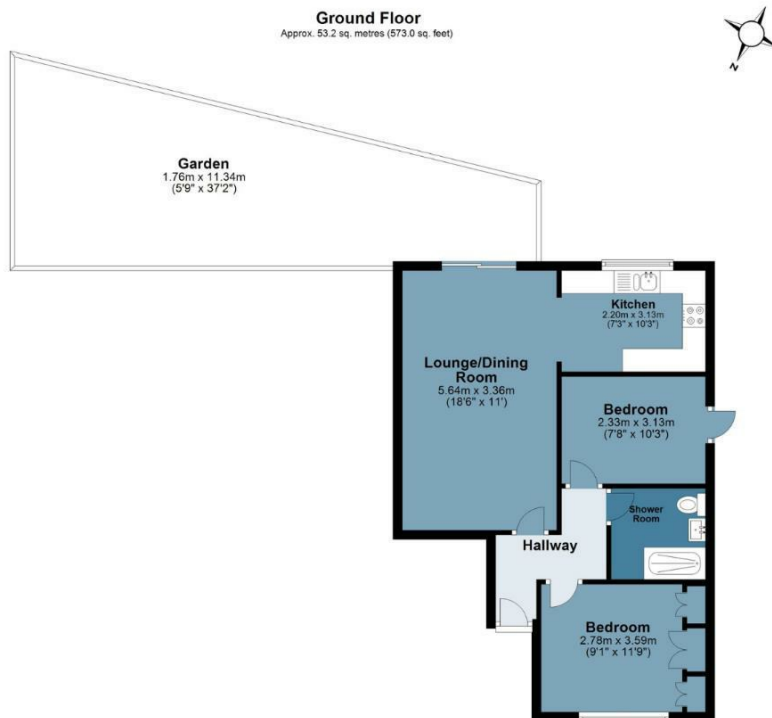 Ground Floor
Approx. 53.2 sq. metres (573.0 sq. feet)
N
Garden
1.76m x 11.34m
(5'9" x 37'2")
Kitchen
2.20m x 3.13m
(7'3" x 10'3")
Lounge/Dining
Room
5.64m x 3.36m
(18'6" x 11')
Bedroom
2.33m x 3.13m
(7'8" x 10'3")
Shower
Room
Hallway
Bedroom
2.78m x 3.59m
(9'1" x 11'9")